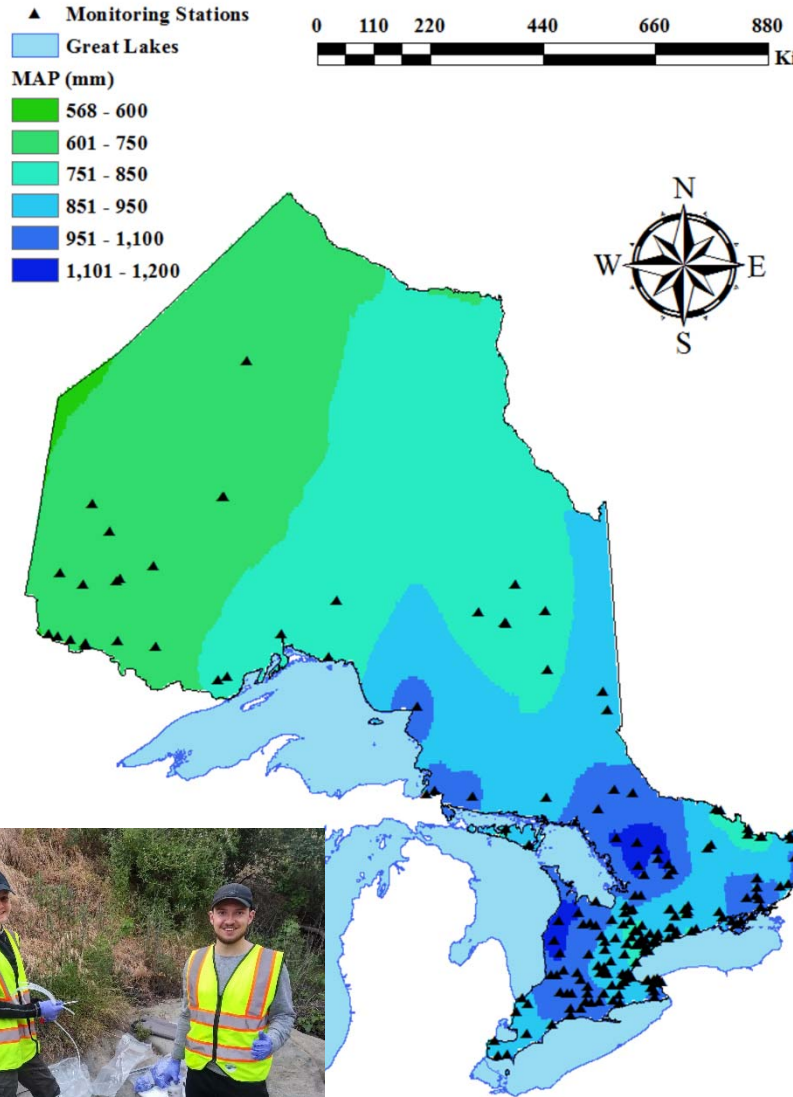 Monitoring Stations
Great Lakes
MAP (mm)
568 - 600
601 - 750
751 - 850
851 - 950
951 - 1,100
1,101 - 1,200
0 110 220 440 660 880
Ki
N
W E
S